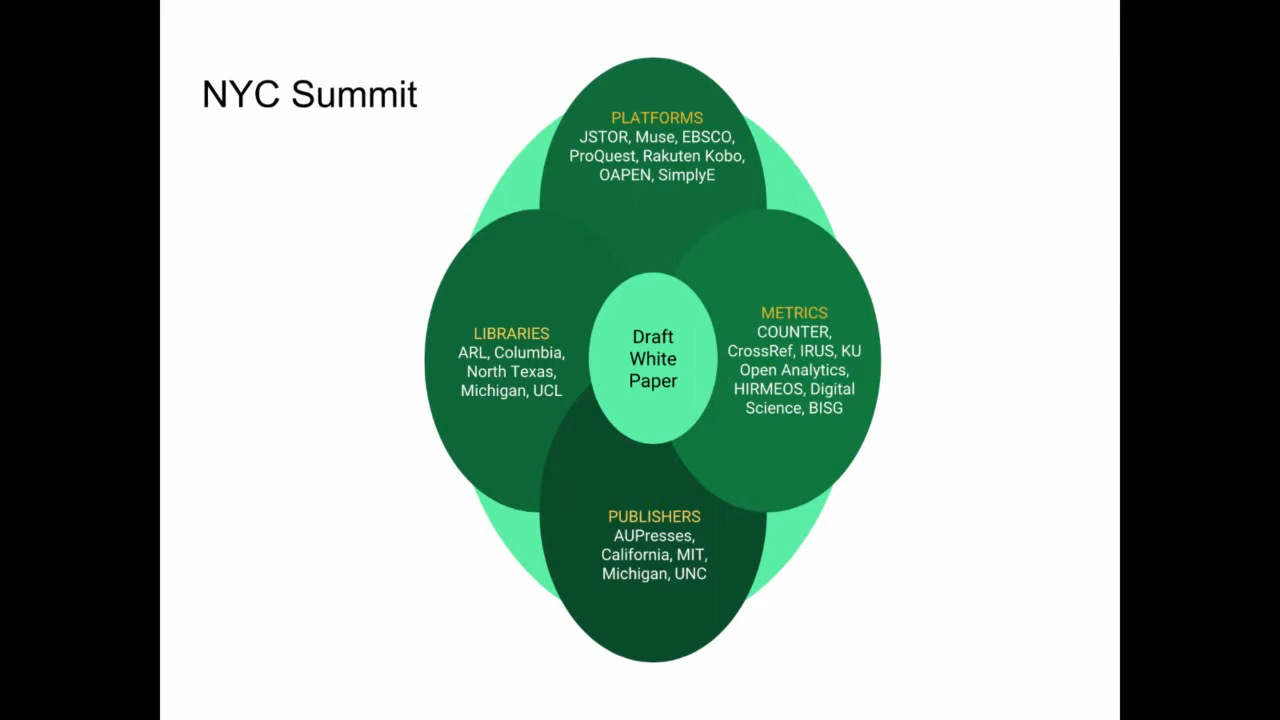 NYC Summit
PLATFORMS
JSTOR, Muse, EBSCO,
ProQuest, Rakuten Kobo,
OAPEN, SimplyE
LIBRARIES
ARL, Columbia,
North Texas,
Michigan, UCL
Draft
White
Paper
METRICS
COUNTER,
CrossRef, IRUS, KU
Open Analytics,
HIRMEOS, Digital
Science, BISG
PUBLISHERS
AUPresses,
California, MIT,
Michigan, UNC